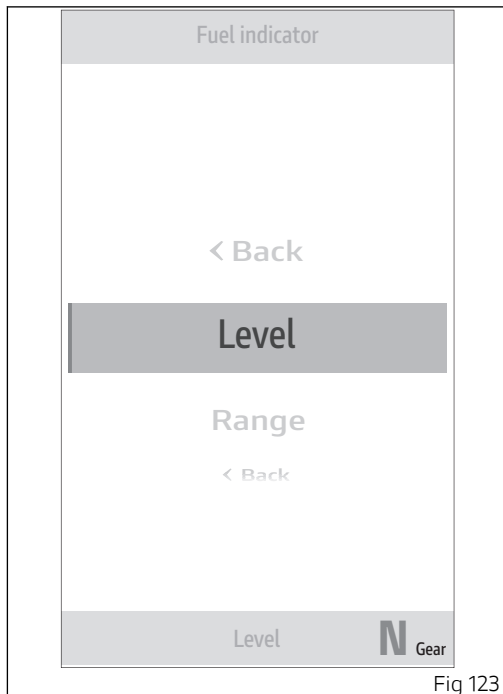 Fuel indicator
< Back
Level
Range
< Back
Level
N Gear
Fig 123